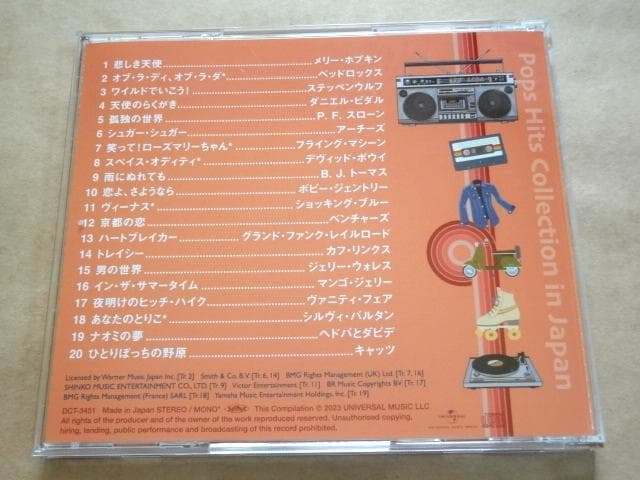 1 悲しき天使 メリー・ホプキン
2 オブ・ラ・ディ、オブ・ラ・ダ* ベッドロックス
3 ワイルドでいこう! ステッペンウルフ
4 天使のらくがき ダニエル・ビダル
5 孤独の世界 P. F. スローン
6 シュガー・シュガー アーチーズ
7 笑って!ローズマリーちゃん* フライング・マシーン
8 スペイス・オディティ* デヴィッド・ボウイ
9 雨にぬれても B. J. トーマス
10 恋よ、さようなら ボビー・ジェントリー
11 ヴィーナス* ショッキング・ブルー
12 京都の恋 ベンチャーズ
13 ハートブレイカー グランド・ファンク・レイルロード
14 トレイシー カフ・リンクス
15 男の世界 ジェリー・ウォレス
16 イン・ザ・サマータイム マンゴ・ジェリー
17 夜明けのヒッチ・ハイク ヴァニティ・フェア
18 あなたのとりこ* シルヴィ・バルタン
19 ナオミの夢 ヘドバとダビデ
20 ひとりぼっちの野原 キャッツ
Licensed by Warner Music Japan Inc. [Tr. 2] Smith & Co. B.V. [Tr. 6, 14] BMG Rights Management (UK) Ltd. [Tr. 7, 16]
SHINKO MUSIC ENTERTAINMENT CO., LTD. [Tr. 9] Victor Entertainment [Tr. 11] BR Music Copyrights BV. [Tr. 17]
BMG Rights Management (France) SARL [Tr.18] Yamaha Music Entertainment Holdings, Inc. [Tr. 19]
DCT-3451 Made in Japan STEREO / MONO* This Compilation © 2023 UNIVERSAL MUSIC LLC
All rights of the producer and of the owner of the work reproduced reserved. Unauthorised copying,
hiring, lending, public performance and broadcasting of this record prohibited.
Pops Hits Collection in Japan
UNIVERSAL